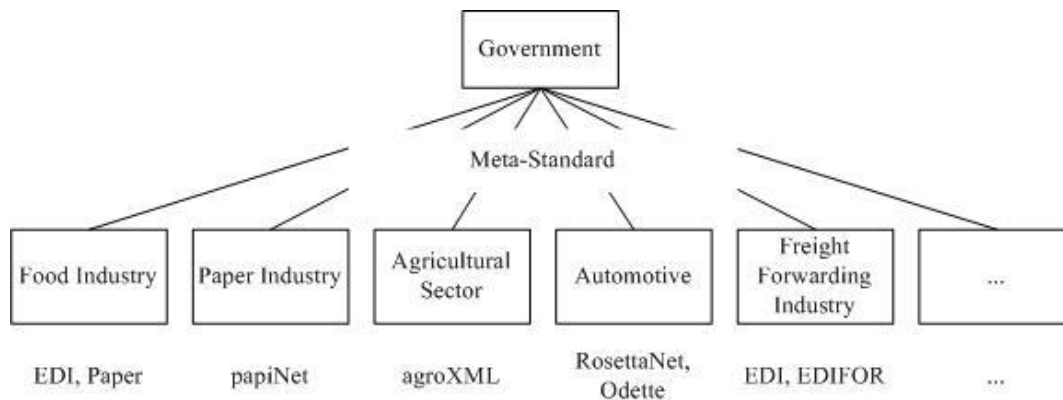 Government
Meta-Standard
Food Industry
Paper Industry
Agricultural
Sector
Automotive
Freight
Forwarding
Industry
...
EDI, Paper
papiNet
agroXML
RosettaNet,
Odette
EDI, EDIFOR
...